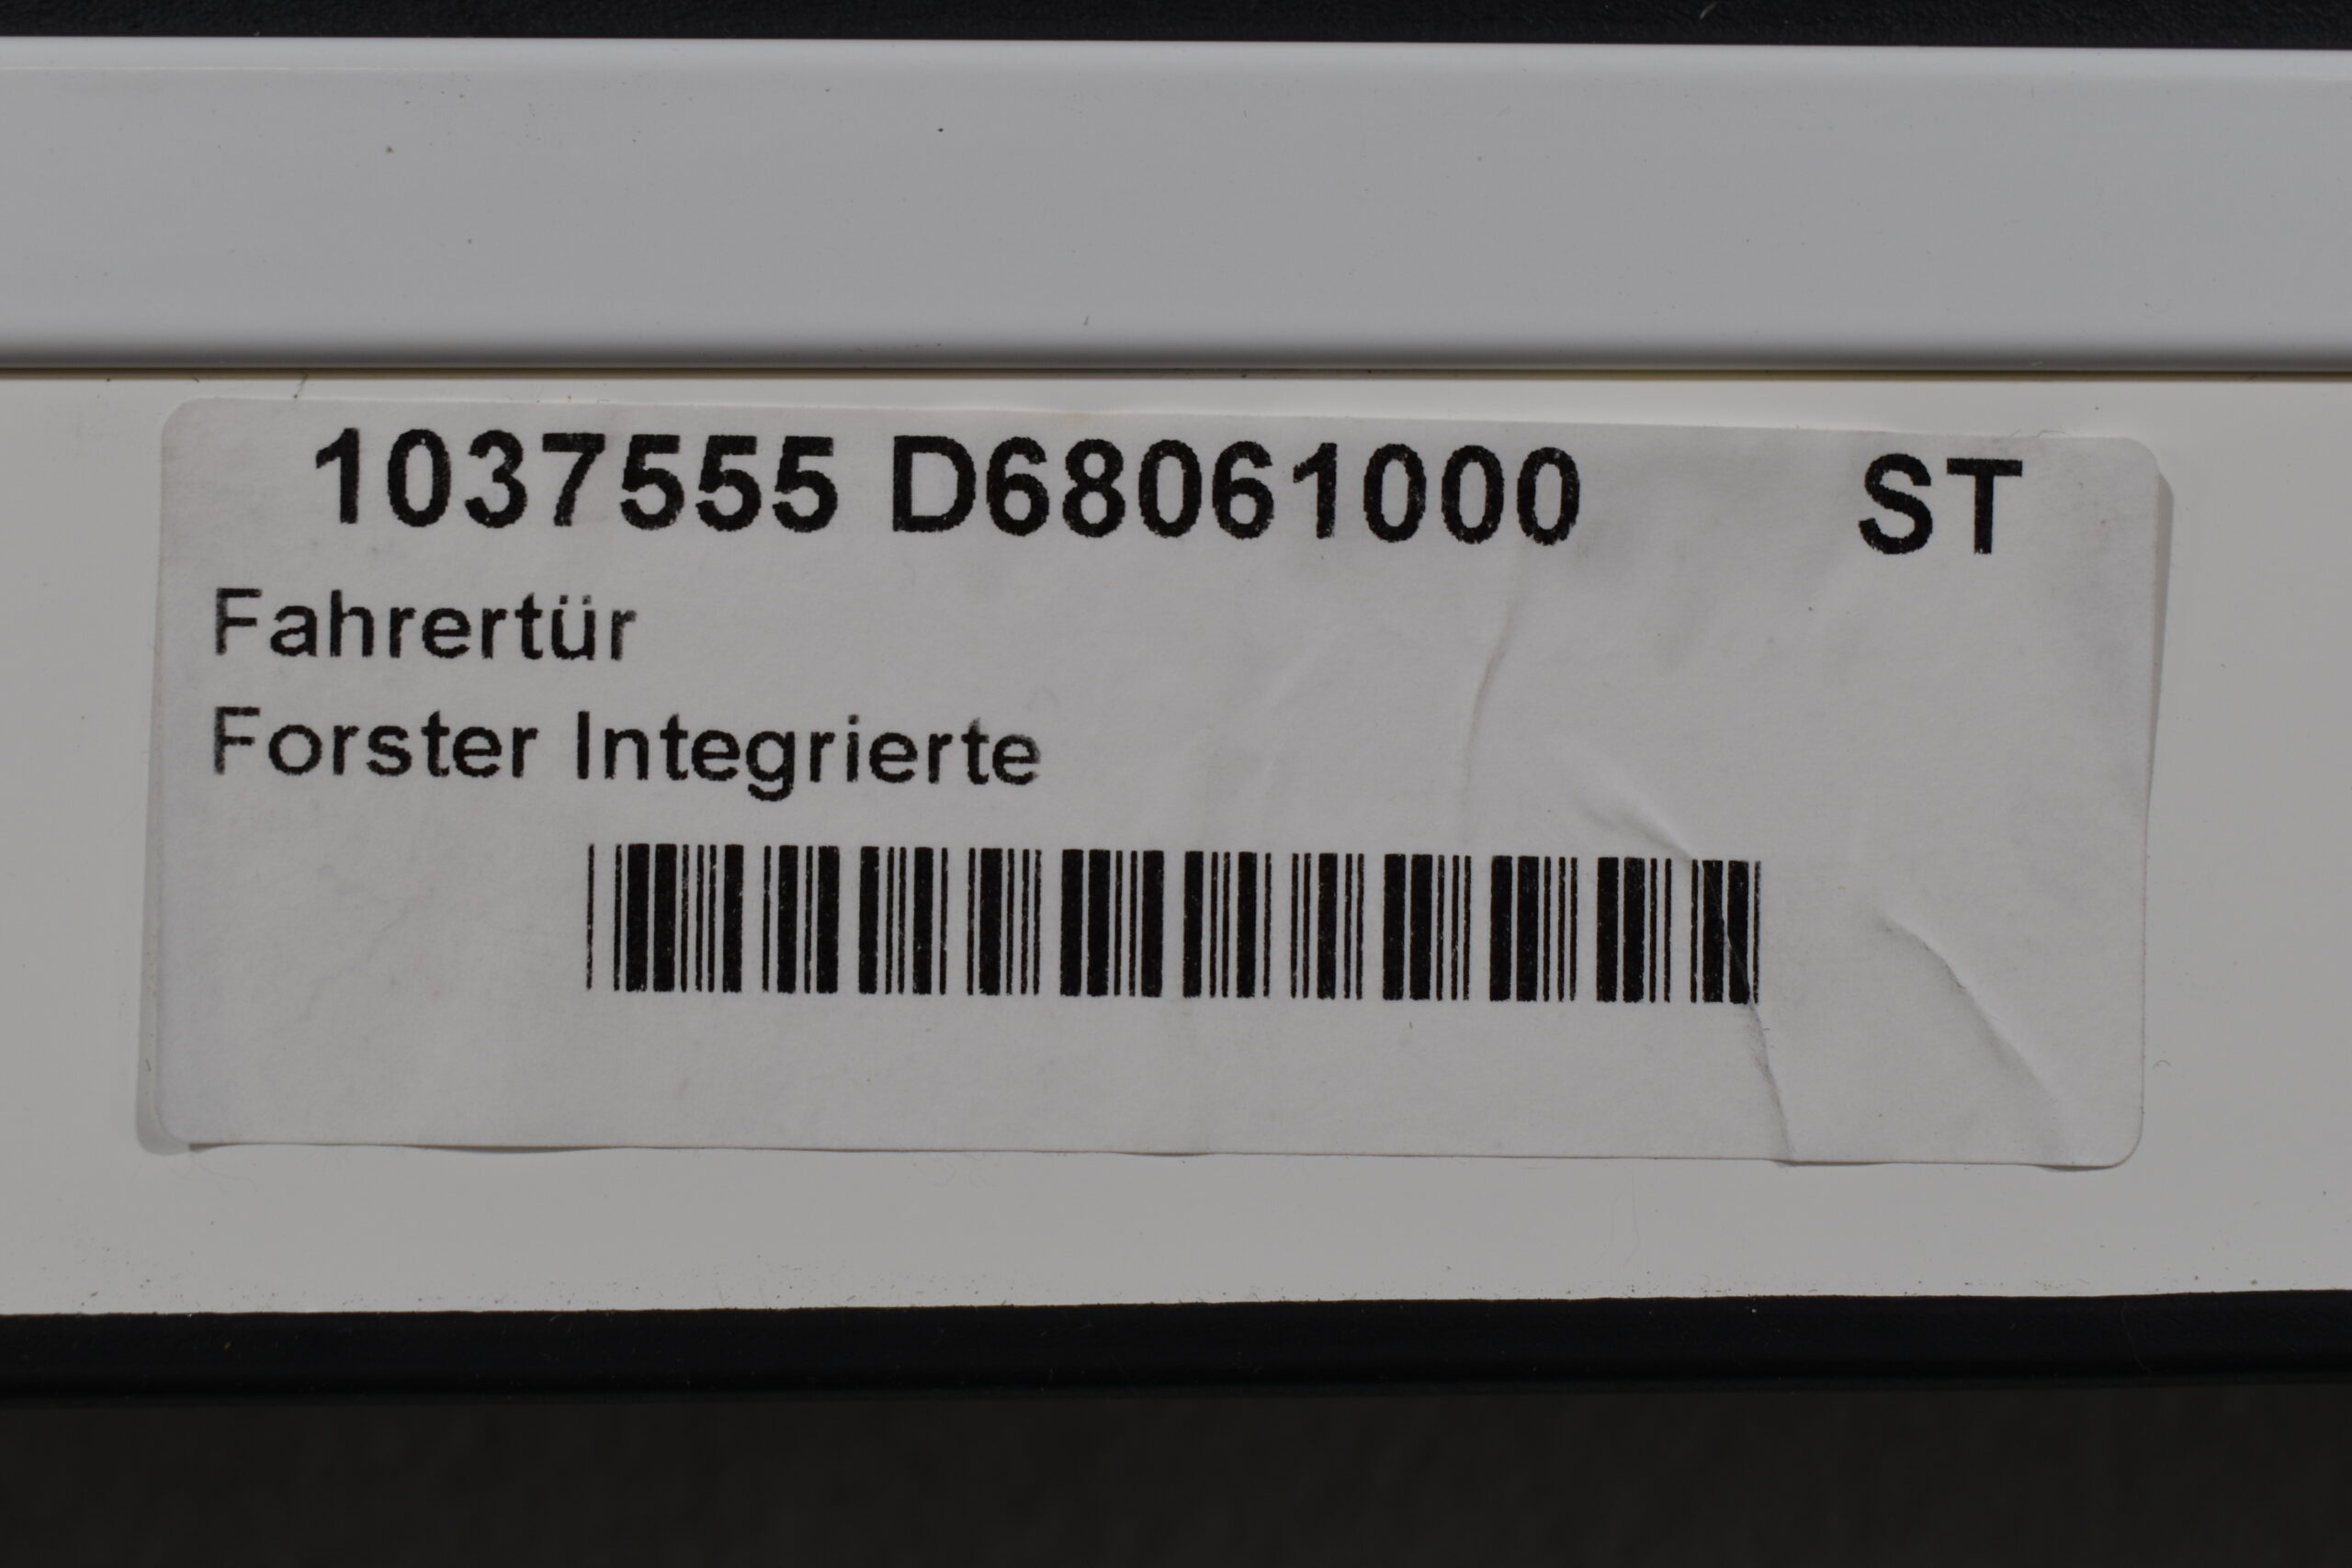 1037555 D68061000 ST
Fahrertür
Forster Integrierte